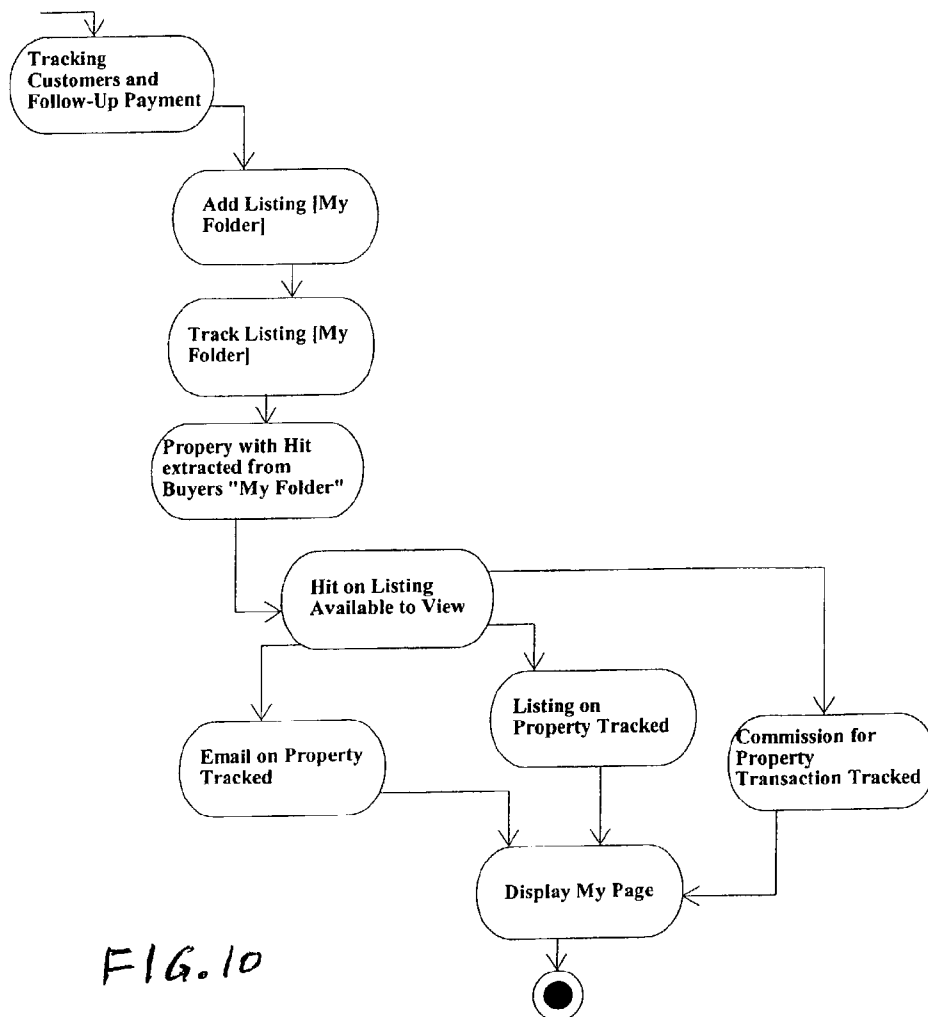 Tracking
Customers and
Follow-Up Payment
Add Listing [My
Folder]
Track Listing [My
Folder]
Propery with Hit
extracted from
Buyers "My Folder"
Hit on Listing
Available to View
Listing on
Property Tracked
Email on Property
Tracked
Commission for
Property
Transaction Tracked
Display My Page
FIG.10